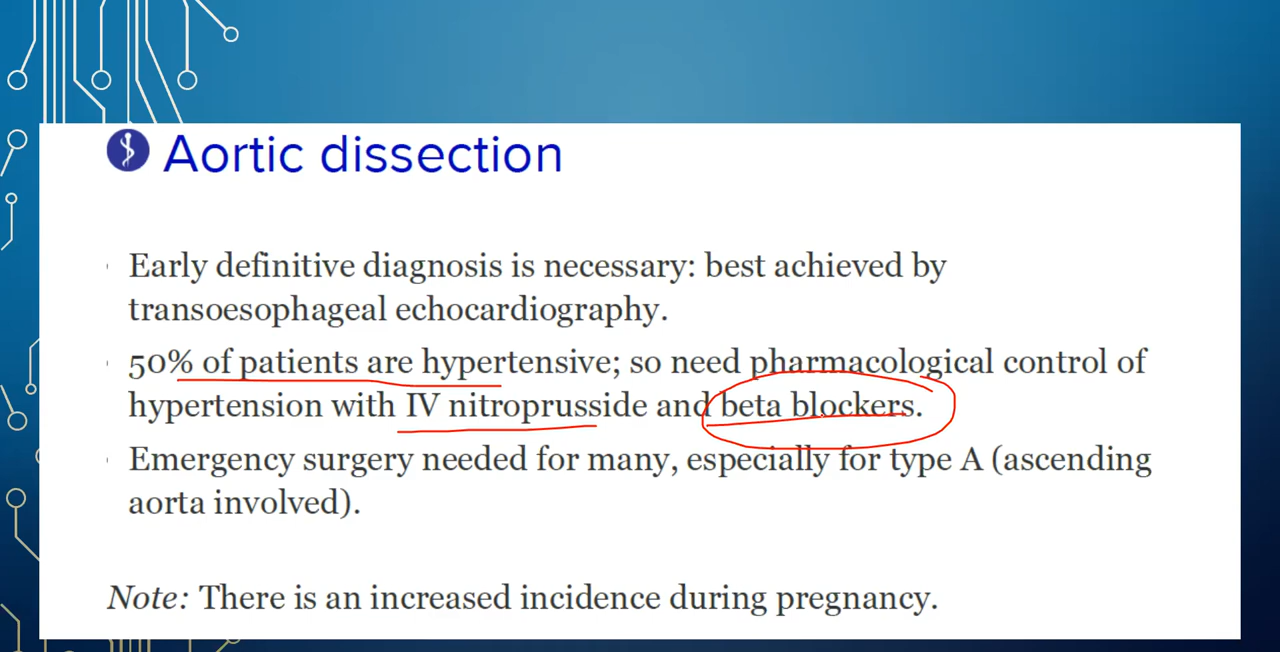 Aortic dissection
Early definitive diagnosis is necessary: best achieved by
transoesophageal echocardiography.
50% of patients are hypertensive; so need pharmacological control of
hypertension with IV nitroprusside and beta blockers.
Emergency surgery needed for many, especially for type A (ascending
aorta involved).
Note: There is an increased incidence during pregnancy.